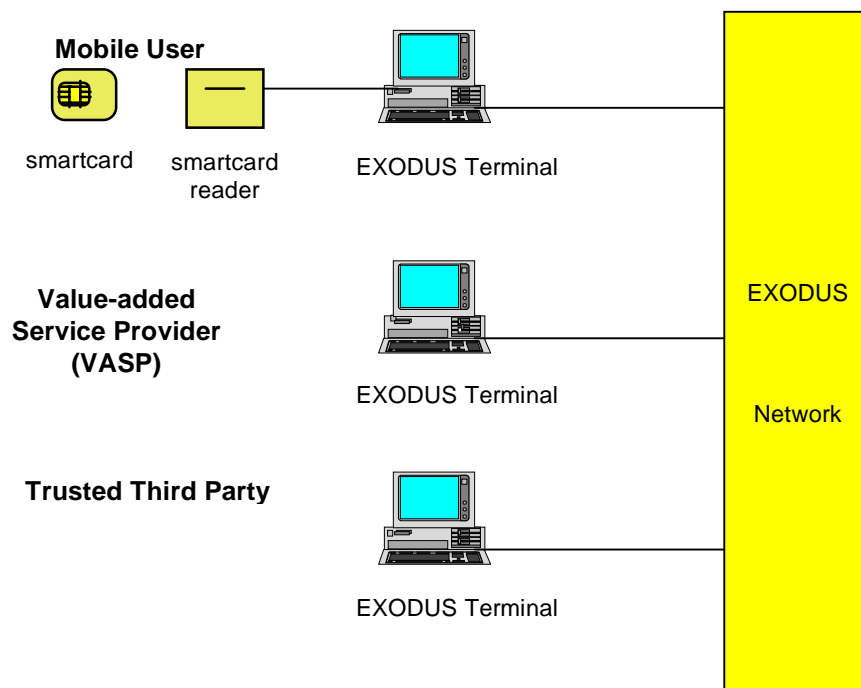 Mobile User
smartcard
smartcard
reader
EXODUS Terminal
Value-added
Service Provider
(VASP)
EXODUS Terminal
EXODUS
Network
Trusted Third Party
EXODUS Terminal